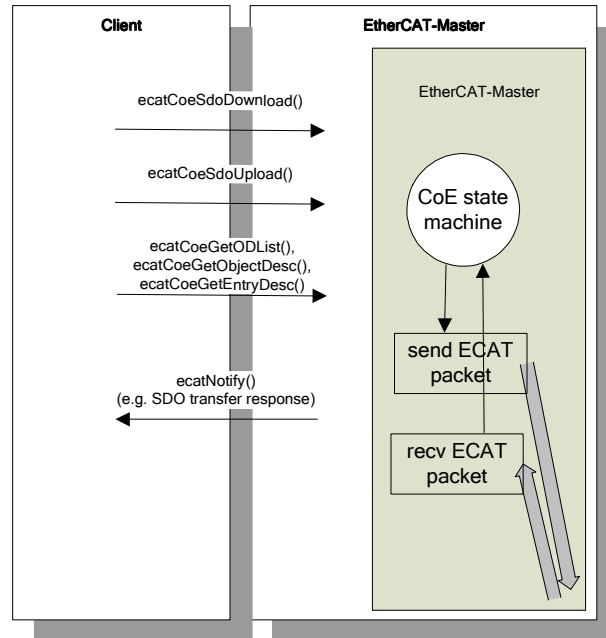 Client
EtherCAT-Master
EtherCAT-Master
ecatCoeSdoDownload()
ecatCoeSdoUpload()
CoE state
machine
ecatCoeGetODList(),
ecatCoeGetObjectDesc(),
ecatCoeGetEntryDesc()
send ECAT
packet
ecatNotify()
(e.g. SDO transfer response)
recv ECAT
packet